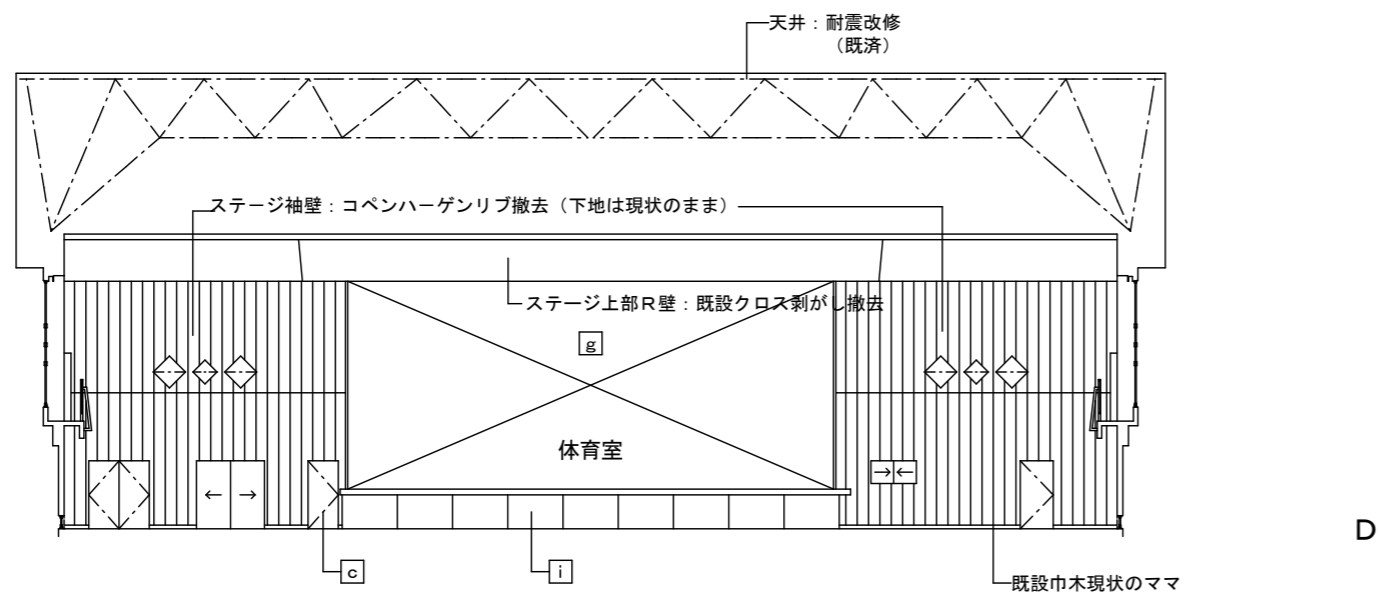 天井：耐震改修
（既済）
ステージ袖壁：コペンハーゲンリブ撤去（下地は現状のまま）
ステージ上部Ｒ壁：既設クロス剥がし撤去
g
体育室
D
c
i
既設巾木現状のママ